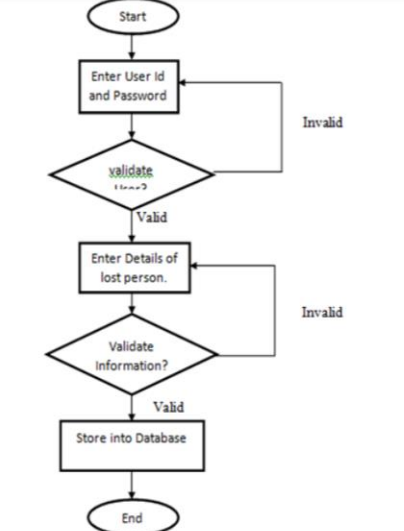 Start
Enter User Id
and Password
Invalid
validate
Valid
Enter Details of
lost person.
Invalid
Validate
Information?
Valid
Store into Database
End